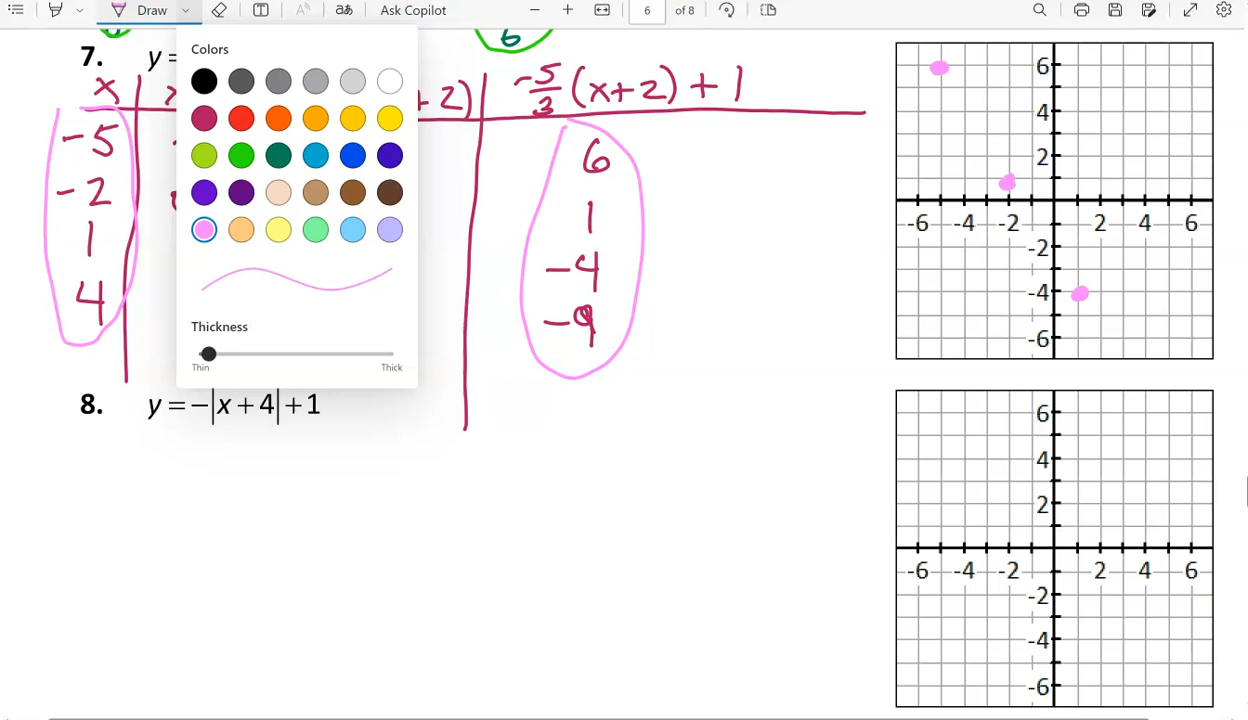 Draw aあ Ask Copilot 6 of 8
6
Colors
7. y =
x + 2) -5/3 (x+2) + 1
-5 6
-2 1
1 -4
4 -9
Thickness
Thin Thick
8. y = −|x + 4| + 1
6
4
2
-6 -4 -2 2 4 6
-2
-4
-6
6
4
2
-6 -4 -2 2 4 6
-2
-4
-6